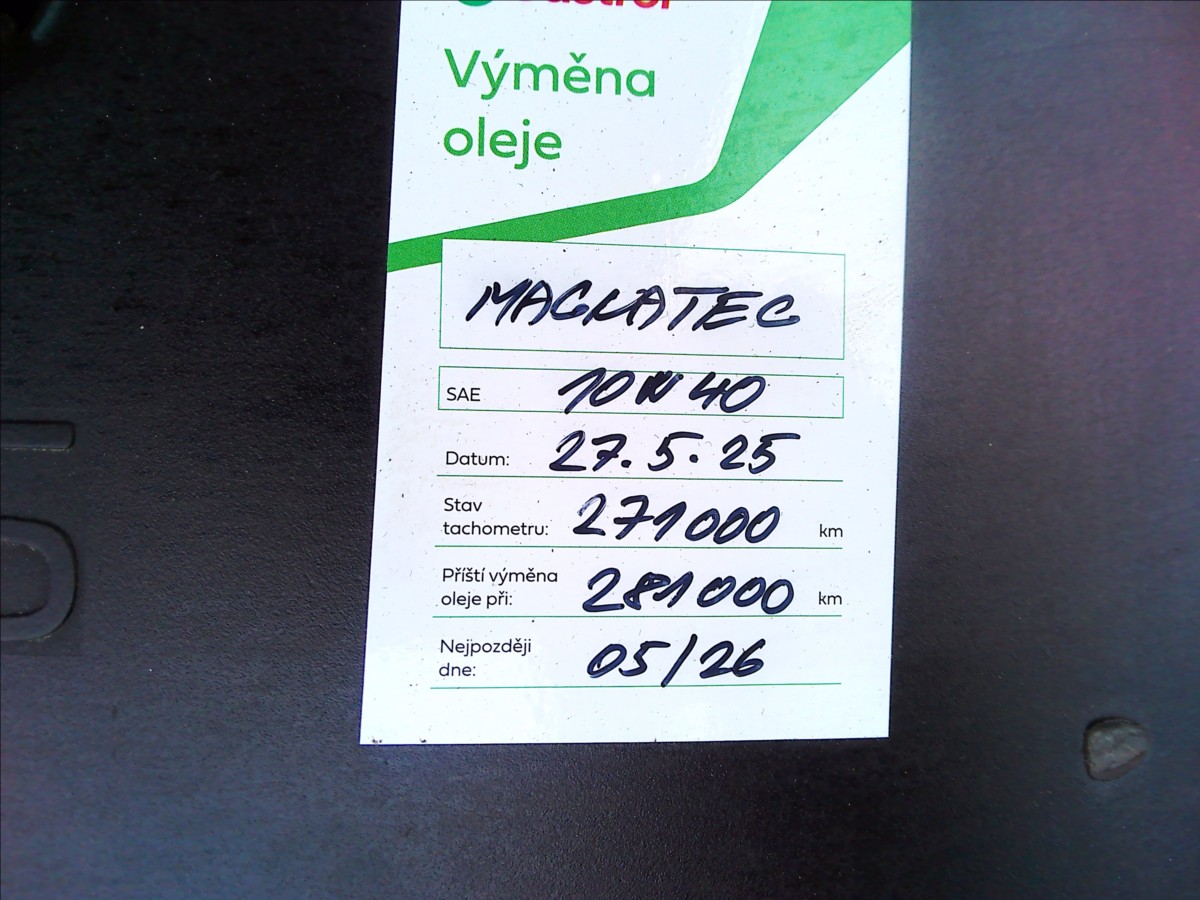 Castrol
Výměna
oleje
MAGNATEC
SAE 10W40
Datum: 27.5.25
Stav
tachometru: 271000 km
Příští výměna
oleje při: 281000 km
Nejpozději
dne: 05/26